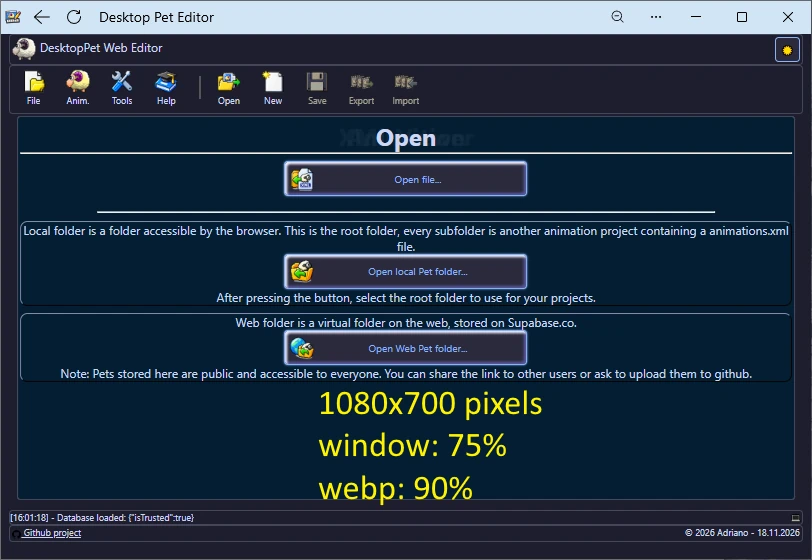 Desktop Pet Editor
DesktopPet Web Editor
File
Anim.
Tools
Help
Open
New
Save
Export
Import
Open
Open file...
Local folder is a folder accessible by the browser. This is the root folder, every subfolder is another animation project containing a animations.xml
file.
Open local Pet folder...
After pressing the button, select the root folder to use for your projects.
Web folder is a virtual folder on the web, stored on Supabase.co.
Open Web Pet folder...
Note: Pets stored here are public and accessible to everyone. You can share the link to other users or ask to upload them to github.
1080x700 pixels
window: 75%
webp: 90%
[16:01:18] - Database loaded: {"isTrusted":true}
Github project
© 2026 Adriano - 18.11.2026